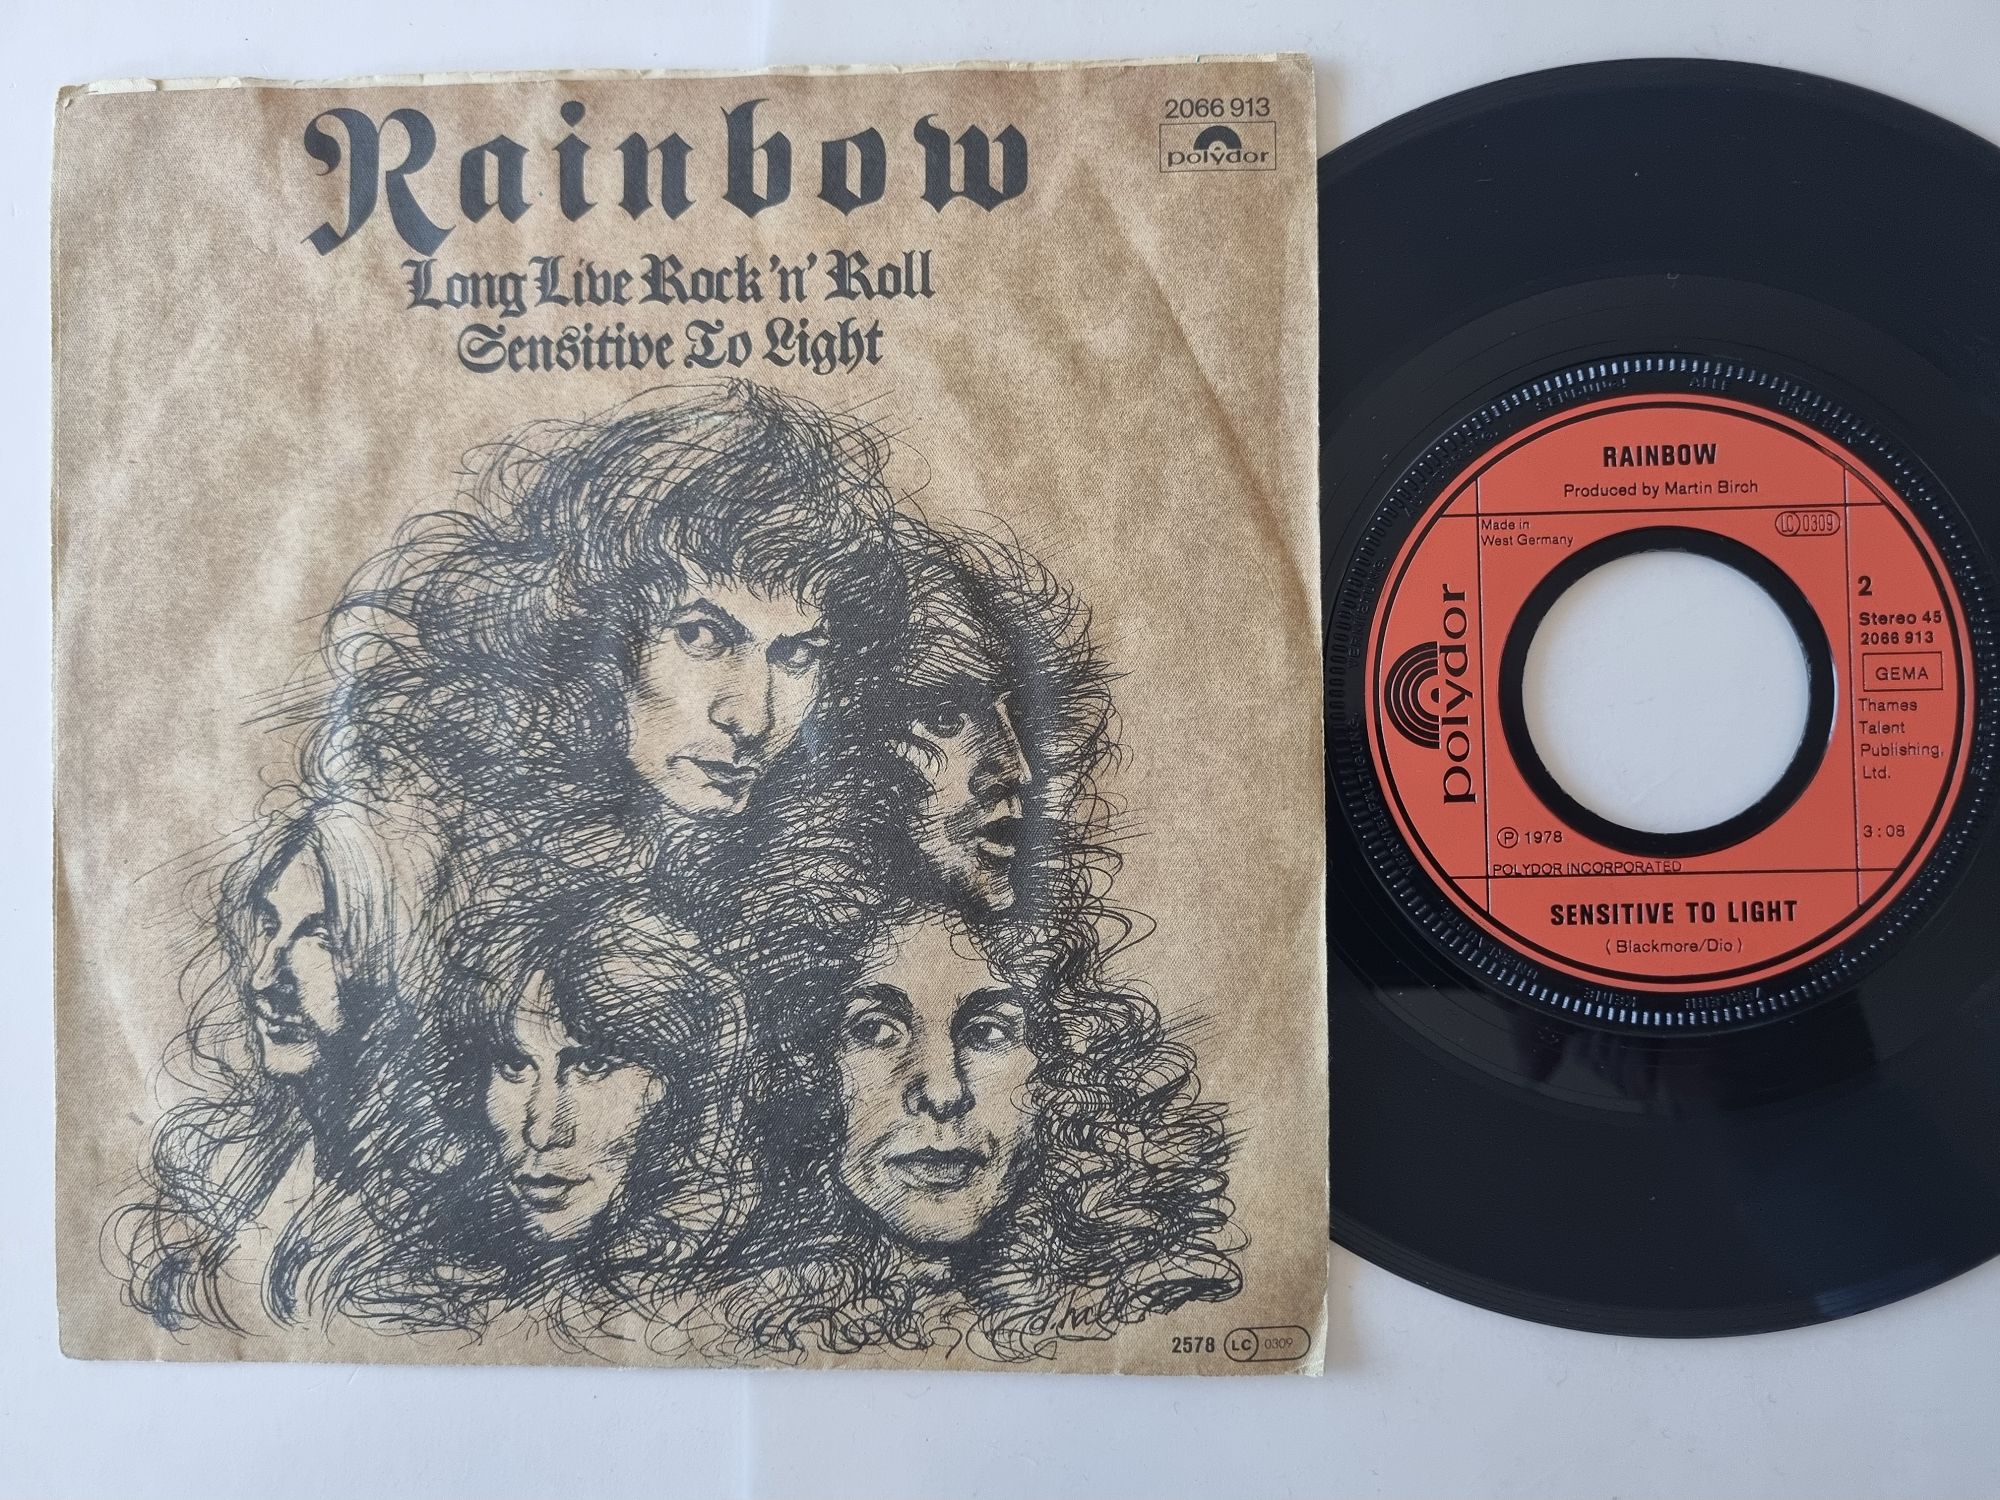 Rainbow
Long Live Rock 'n' Roll
Sensitive To Light
2066 913
polydor
2578 LC 0309
RAINBOW
Produced by Martin Birch
Made in
West Germany
LC 0309
polydor
2
Stereo 45
2066 913
GEMA
Thames
Talent
Publishing,
Ltd.
3:08
℗ 1978
POLYDOR INCORPORATED
SENSITIVE TO LIGHT
(Blackmore/Dio)